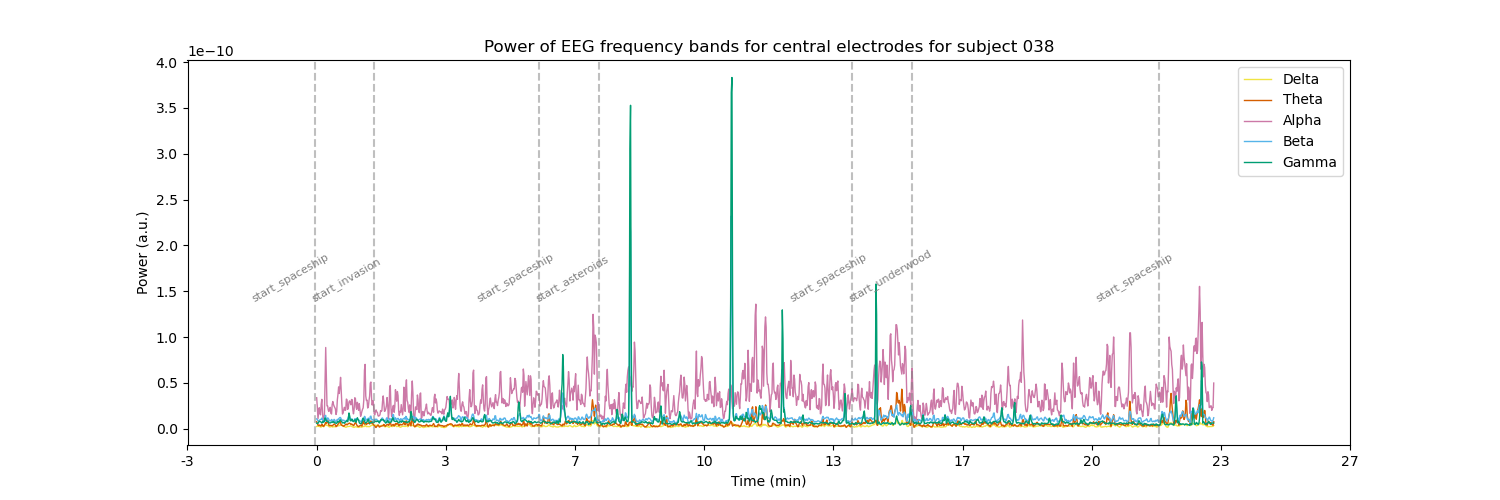 Power of EEG frequency bands for central electrodes for subject 038
1e−10
4.0
3.5
3.0
2.5
2.0
1.5
1.0
0.5
0.0
Power (a.u.)
start_spaceship
start_invasion
start_spaceship
start_asteroids
start_spaceship
start_underwood
start_spaceship
Delta
Theta
Alpha
Beta
Gamma
-3 0 3 7 10 13 17 20 23 27
Time (min)